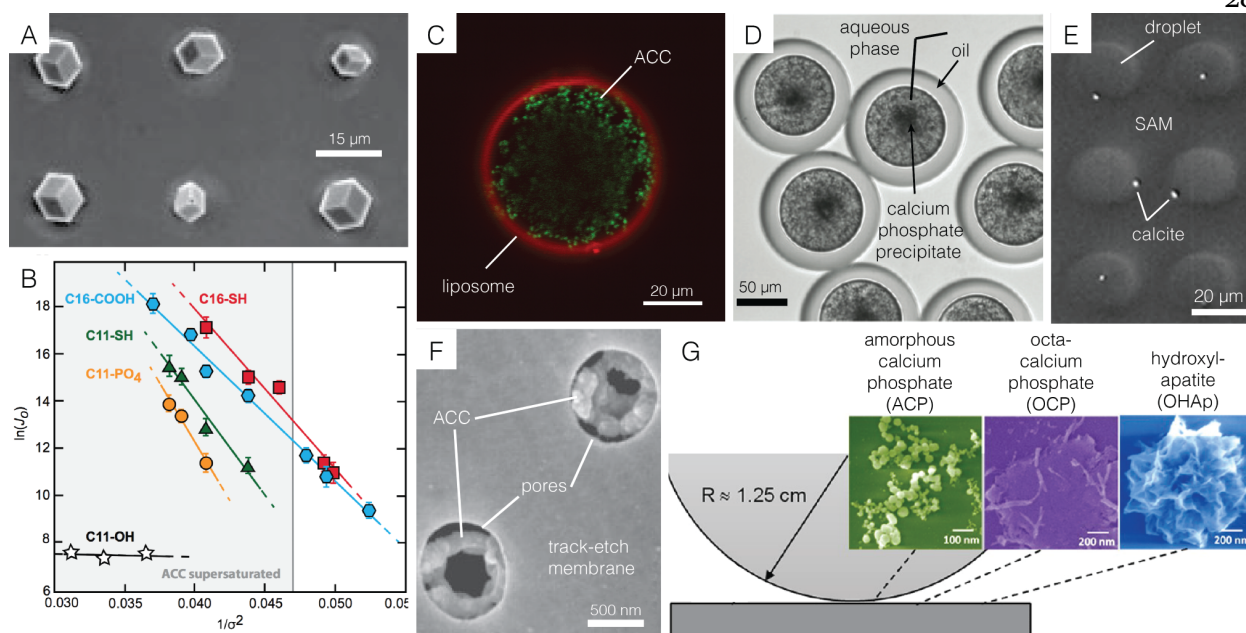 A
15 µm
B
C16-COOH
C16-SH
C11-SH
C11-PO4
C11-OH
ACC supersaturated
ln(J0)
18
16
14
12
10
8
6
0.030
0.035
0.040
0.045
0.050
0.05
1/σ²
C
ACC
liposome
20 µm
D
aqueous
phase
oil
calcium
phosphate
precipitate
50 µm
E
droplet
SAM
calcite
20 µm
F
ACC
pores
track-etch
membrane
500 nm
G
amorphous
calcium
phosphate
(ACP)
octa-
calcium
phosphate
(OCP)
hydroxyl-
apatite
(OHAp)
R ≈ 1.25 cm
100 nm
200 nm
200 nm